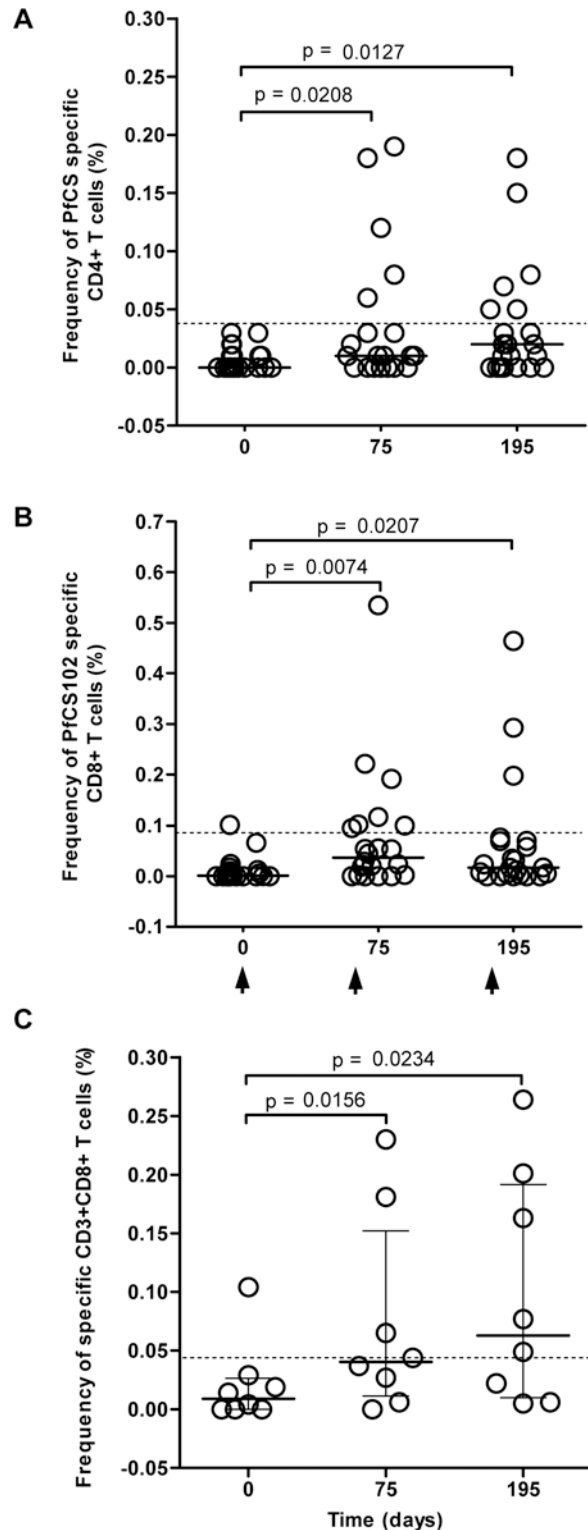 A
Frequency of PfCS specific
CD4+ T cells (%)
0.30
0.25
0.20
0.15
0.10
0.05
0.00
-0.05
p = 0.0127
p = 0.0208
0 75 195
B
Frequency of PfCS102 specific
CD8+ T cells (%)
0.7
0.6
0.5
0.4
0.3
0.2
0.1
0.0
-0.1
p = 0.0207
p = 0.0074
0 75 195
C
Frequency of specific CD3+CD8+ T cells (%)
0.30
0.25
0.20
0.15
0.10
0.05
0.00
-0.05
p = 0.0234
p = 0.0156
0 75 195
Time (days)